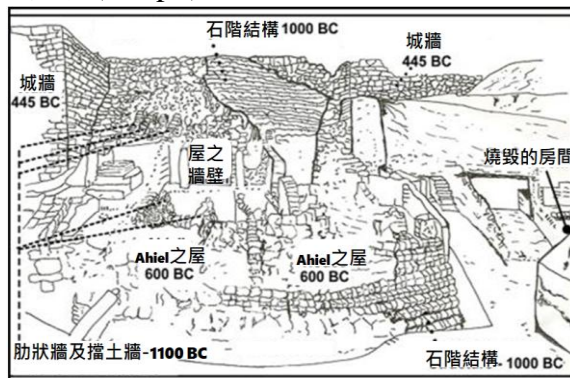 石階結構 1000 BC
城牆
445 BC
城牆
445 BC
屋之
牆壁
燒毀的房間
Ahiel之屋
600 BC
Ahiel之屋
600 BC
肋狀牆及擋土牆-1100 BC
石階結構 - 1000 BC